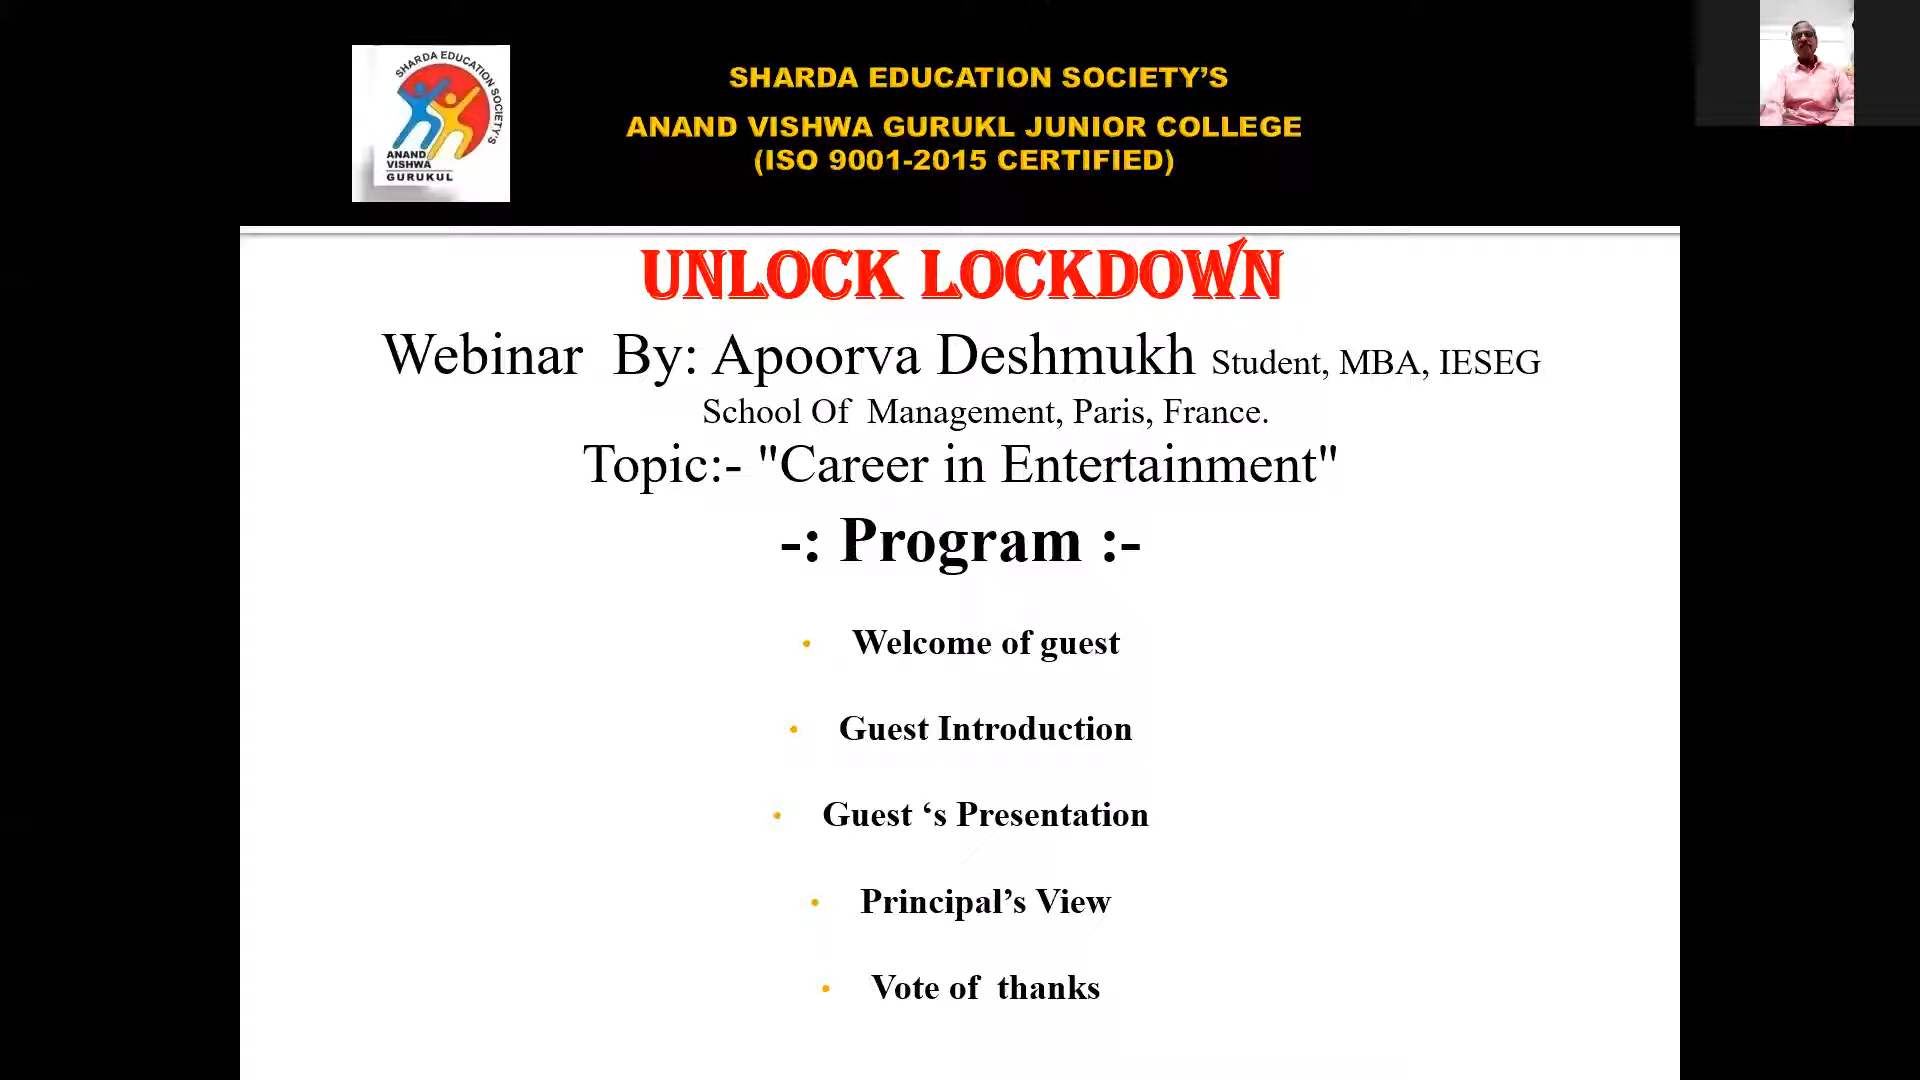 SHARDA EDUCATION SOCIETY'S
ANAND
VISHWA
GURUKUL
SHARDA EDUCATION SOCIETY’S
ANAND VISHWA GURUKL JUNIOR COLLEGE
(ISO 9001-2015 CERTIFIED)
UNLOCK LOCKDOWN
Webinar By: Apoorva Deshmukh Student, MBA, IESEG
School Of Management, Paris, France.
Topic:- "Career in Entertainment"
-: Program :-
• Welcome of guest
• Guest Introduction
• Guest ‘s Presentation
• Principal’s View
• Vote of thanks